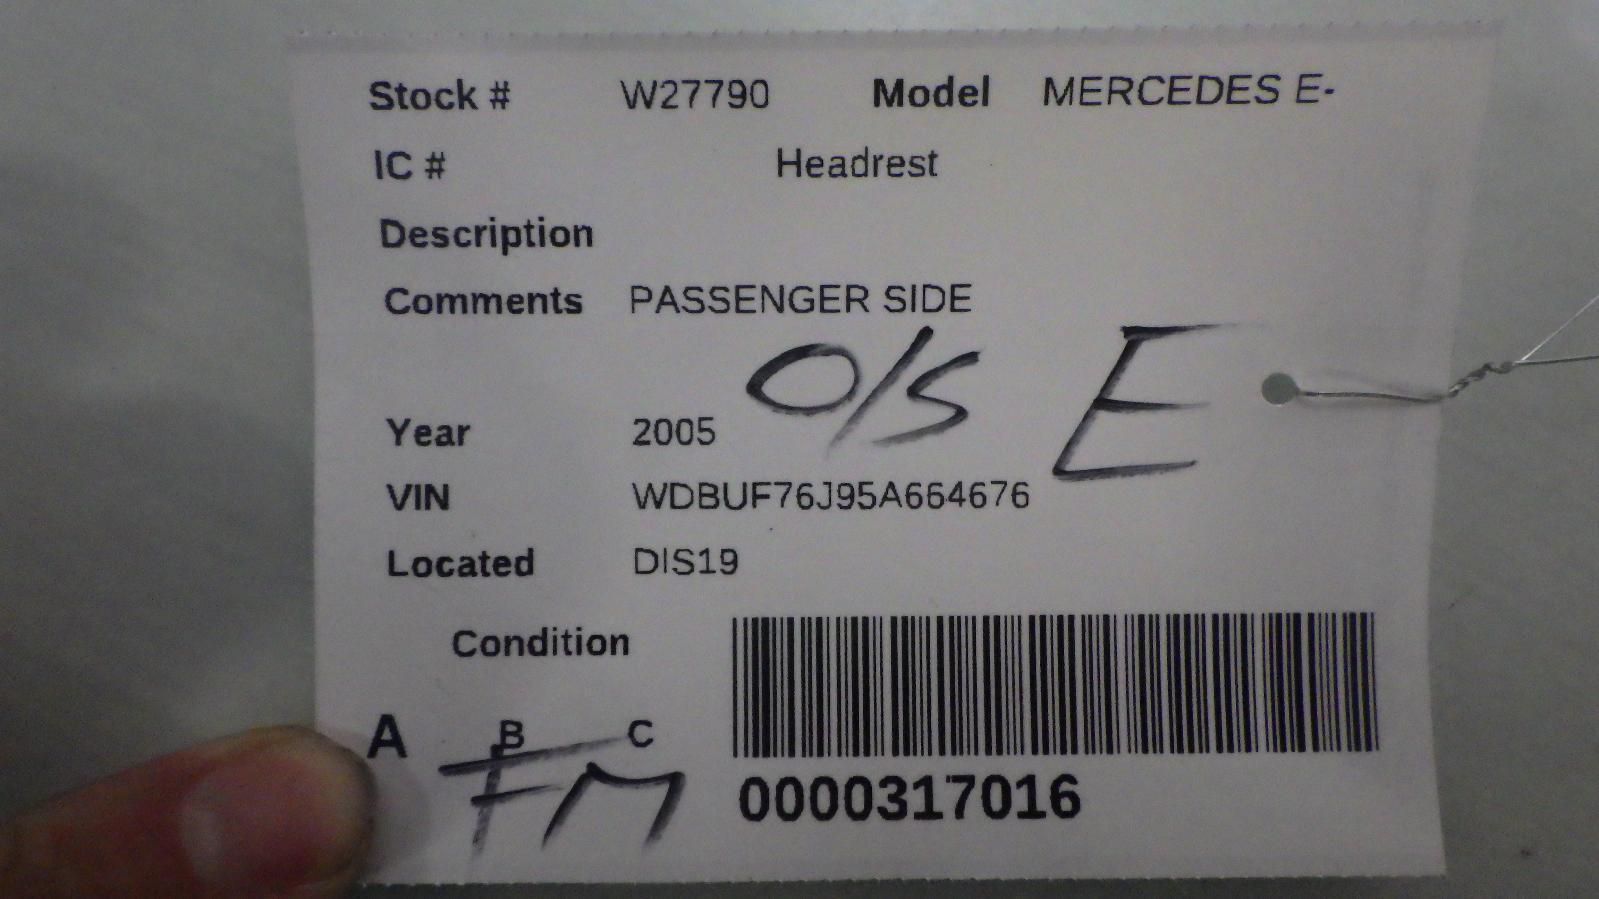 Stock # W27790 Model MERCEDES E-
IC # Headrest
Description
Comments PASSENGER SIDE
O/S E
Year 2005
VIN WDBUF76J95A664676
Located DIS19
Condition
A B C
FM
0000317016